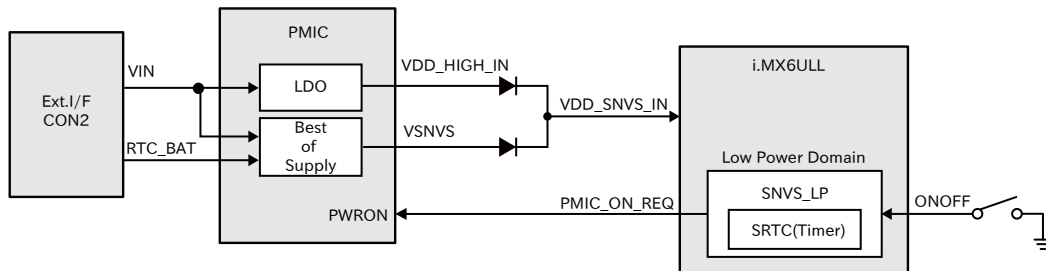 PMIC
i.MX6ULL
Ext.I/F
CON2
VIN
LDO
VDD_HIGH_IN
VDD_SNVS_IN
Best
of
Supply
VSNVS
RTC_BAT
Low Power Domain
SNVS_LP
SRTC(Timer)
PWRON
PMIC_ON_REQ
ONOFF